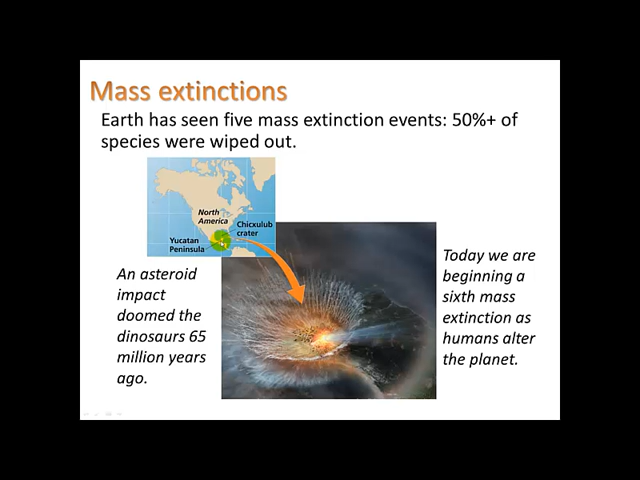 Mass extinctions
Earth has seen five mass extinction events: 50%+ of
species were wiped out.
North
America
Chicxulub
crater
Yucatan
Peninsula
An asteroid
impact
doomed the
dinosaurs 65
million years
ago.
Today we are
beginning a
sixth mass
extinction as
humans alter
the planet.